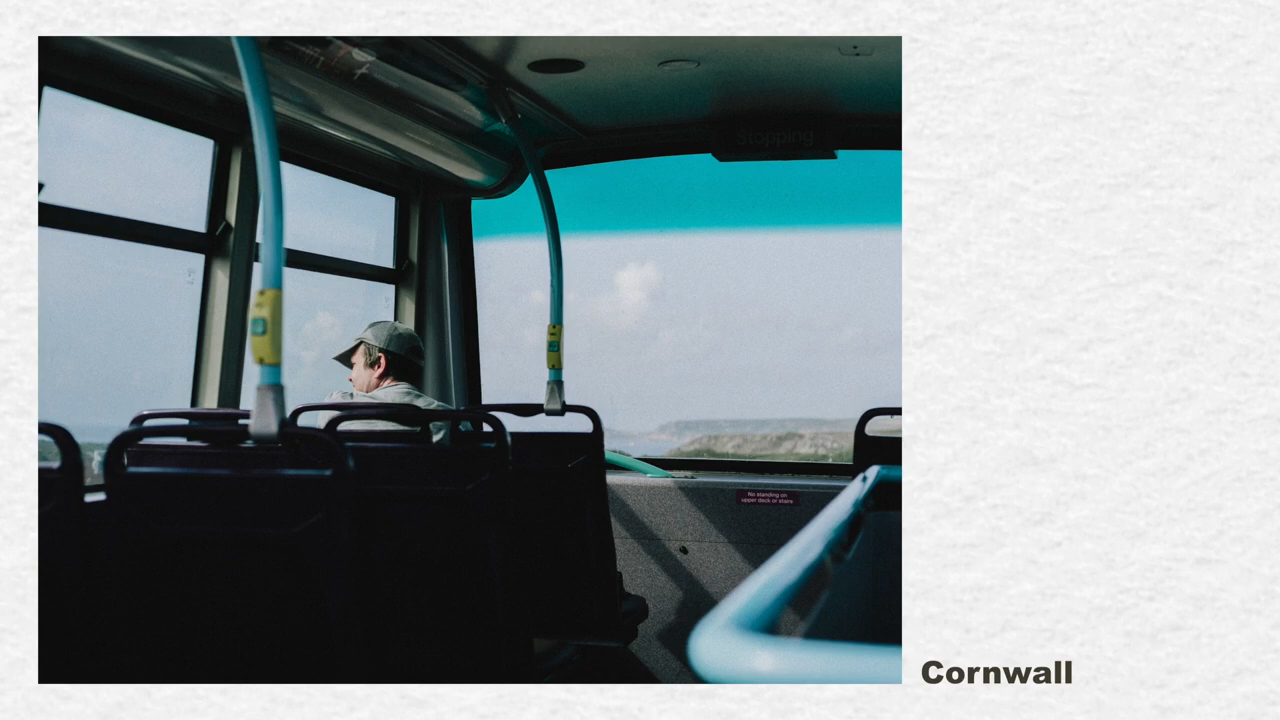 Stopping
No standing on
upper deck or stairs
Cornwall